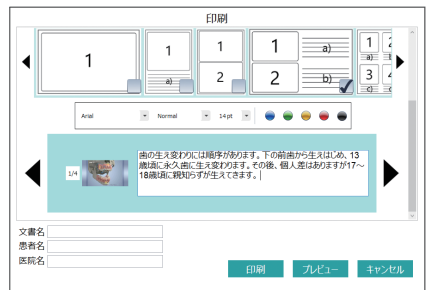 印刷
1
1
a)
1
2
1
2
a)
b)
1
3
a)
c)
4
Arial
Normal
14 pt
1/4
歯の生え変わりには順序があります。下の前歯から生えはじめ、13
歳頃に永久歯に生え変わります。その後、個人差はありますが17～
18歳頃に親知らずが生えてきます。
文書名
患者名
医院名
印刷
プレビュー
キャンセル